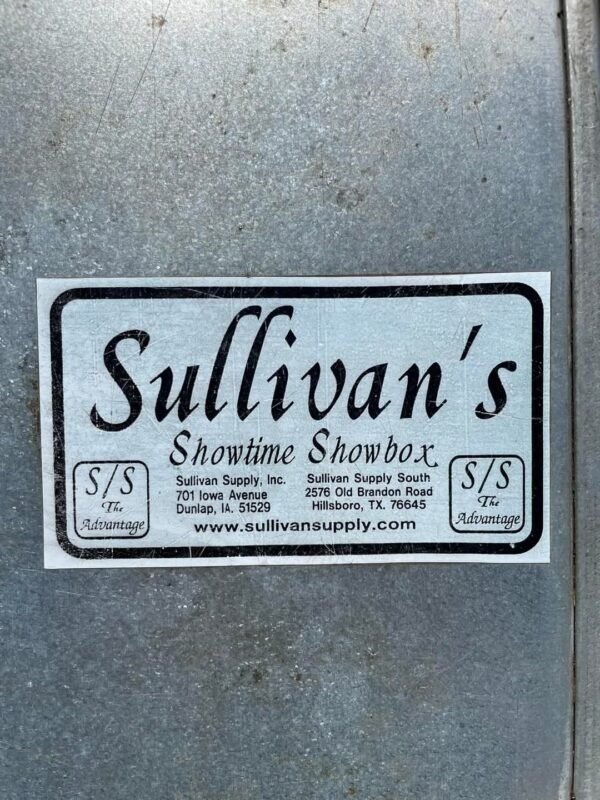 Sullivan's
Showtime Showbox
S/S
The
Advantage
Sullivan Supply, Inc.
701 Iowa Avenue
Dunlap, IA. 51529
Sullivan Supply South
2576 Old Brandon Road
Hillsboro, TX. 76645
S/S
The
Advantage
www.sullivansupply.com